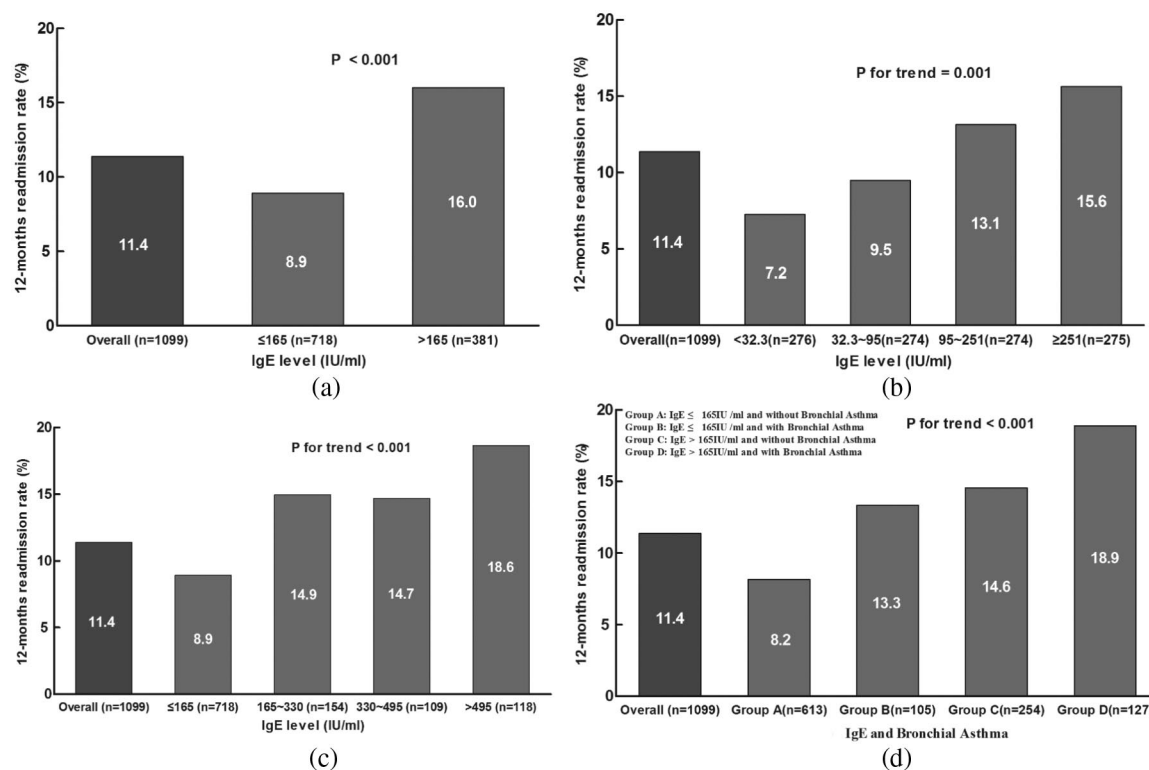 20
15
10
5
0
12-months readmission rate (%)
P < 0.001
11.4
8.9
16.0
Overall (n=1099) ≤165 (n=718) >165 (n=381)
IgE level (IU/ml)
(a)
20
15
10
5
0
12-months readmission rate (%)
P for trend = 0.001
11.4
7.2
9.5
13.1
15.6
Overall(n=1099) <32.3(n=276) 32.3~95(n=274) 95~251(n=274) ≥251(n=275)
IgE level (IU/ml)
(b)
20
15
10
5
0
12-months readmission rate (%)
P for trend < 0.001
11.4
8.9
14.9
14.7
18.6
Overall (n=1099) ≤165 (n=718) 165~330 (n=154) 330~495 (n=109) >495 (n=118)
IgE level (IU/ml)
(c)
20
15
10
5
0
12-months readmission rate (%)
Group A: IgE ≤ 165IU /ml and without Bronchial Asthma
Group B: IgE ≤ 165IU /ml and with Bronchial Asthma
Group C: IgE > 165IU/ml and without Bronchial Asthma
Group D: IgE > 165IU/ml and with Bronchial Asthma
P for trend < 0.001
11.4
8.2
13.3
14.6
18.9
Overall (n=1099) Group A(n=613) Group B(n=105) Group C(n=254) Group D(n=127
IgE and Bronchial Asthma
(d)